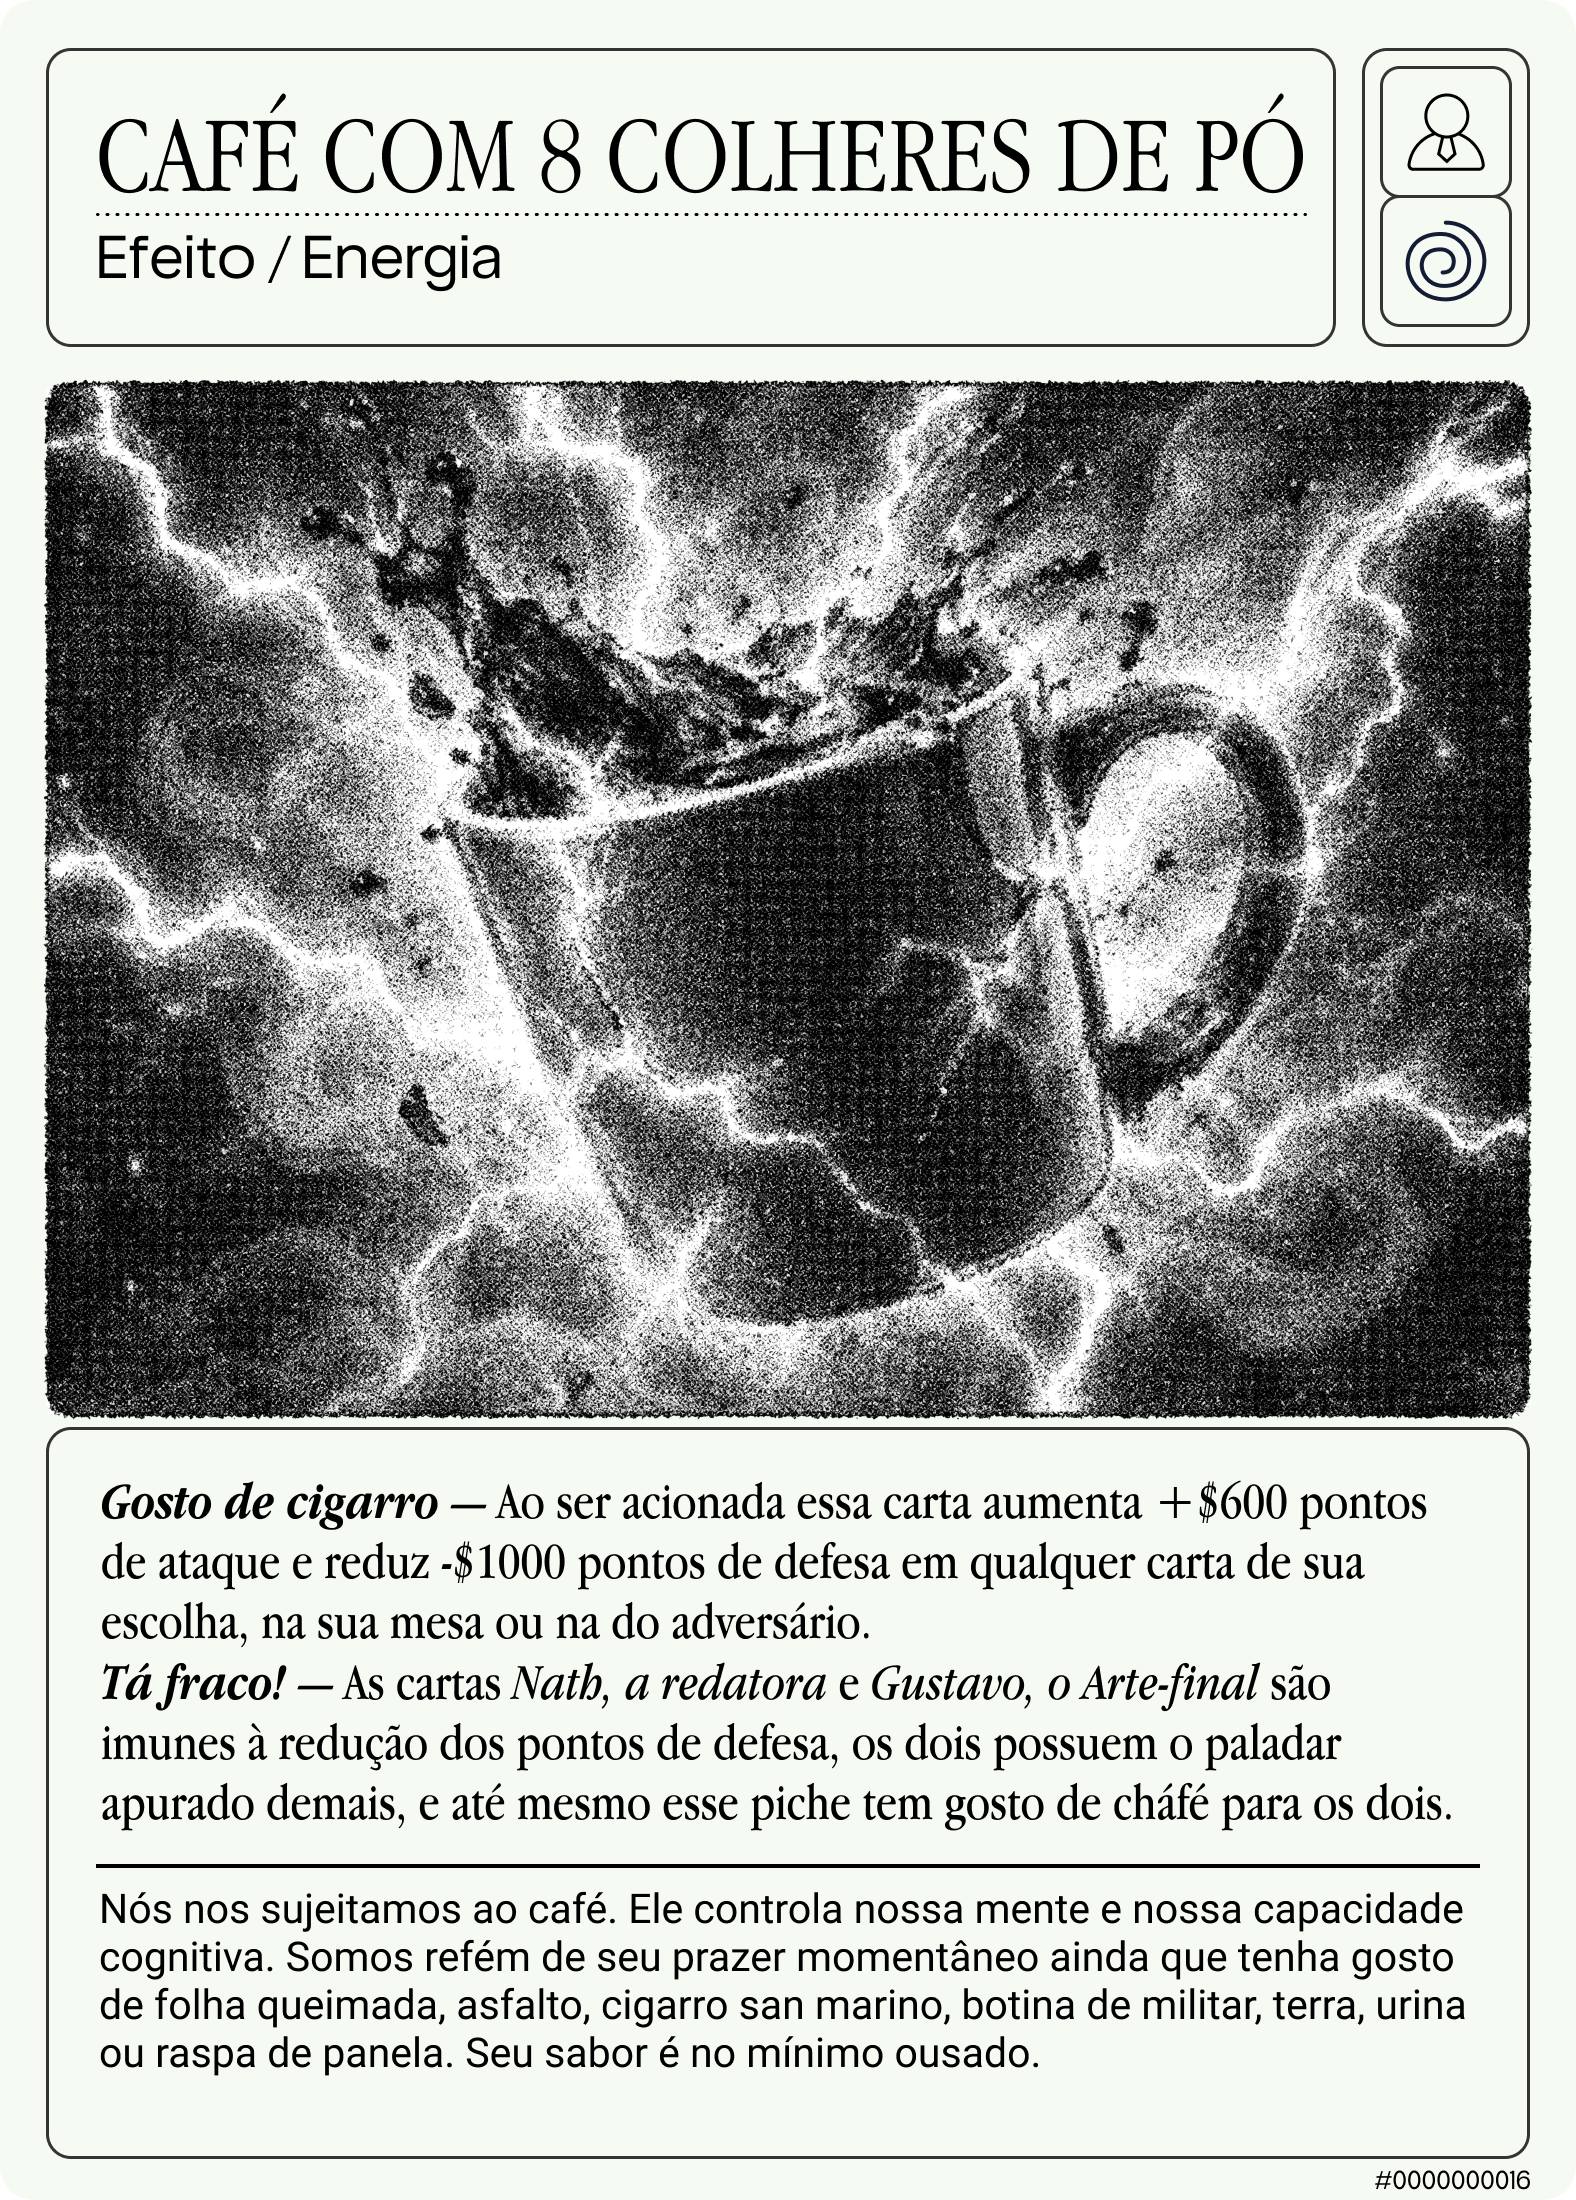 CAFÉ COM 8 COLHERES DE PÓ
Efeito / Energia
Gosto de cigarro — Ao ser acionada essa carta aumenta +$600 pontos
de ataque e reduz -$1000 pontos de defesa em qualquer carta de sua
escolha, na sua mesa ou na do adversário.
Tá fraco! — As cartas Nath, a redatora e Gustavo, o Arte-final são
imunes à redução dos pontos de defesa, os dois possuem o paladar
apurado demais, e até mesmo esse piche tem gosto de cháfé para os dois.
Nós nos sujeitamos ao café. Ele controla nossa mente e nossa capacidade
cognitiva. Somos refém de seu prazer momentâneo ainda que tenha gosto
de folha queimada, asfalto, cigarro san marino, botina de militar, terra, urina
ou raspa de panela. Seu sabor é no mínimo ousado.
#0000000016